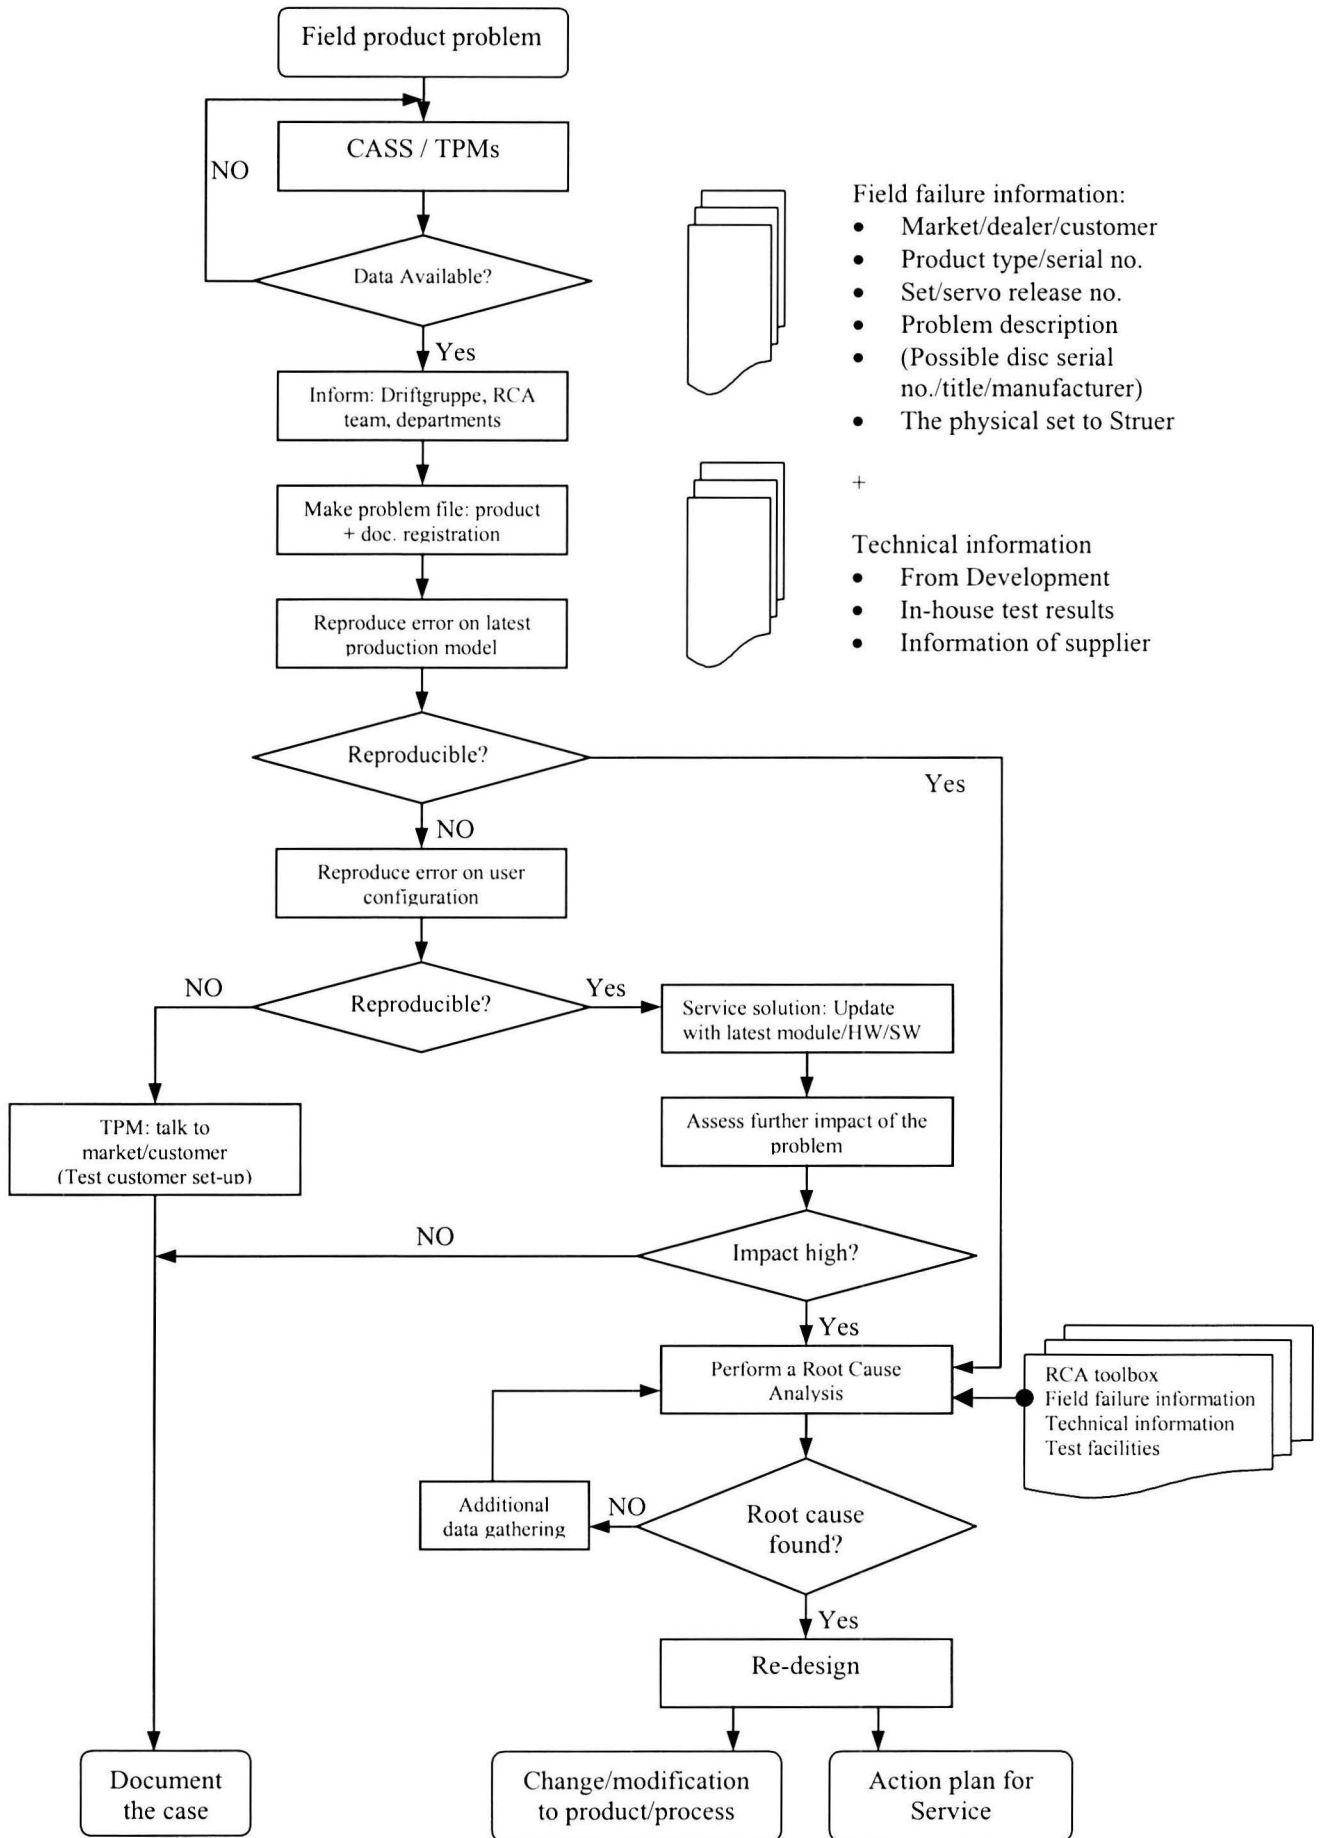 Field product problem
CASS / TPMs
NO
Data Available?
Yes
Inform: Driftgruppe, RCA
team, departments
Make problem file: product
+ doc. registration
Reproduce error on latest
production model
Reproducible?
Yes
NO
Reproduce error on user
configuration
NO
Reproducible?
Yes
Service solution: Update
with latest module/HW/SW
TPM: talk to
market/customer
(Test customer set-up)
Assess further impact of the
problem
NO
Impact high?
Yes
Perform a Root Cause
Analysis
RCA toolbox
Field failure information
Technical information
Test facilities
Additional
data gathering
NO
Root cause
found?
Yes
Re-design
Document
the case
Change/modification
to product/process
Action plan for
Service
Field failure information:
• Market/dealer/customer
• Product type/serial no.
• Set/servo release no.
• Problem description
• (Possible disc serial
no./title/manufacturer)
• The physical set to Struer
+
Technical information
• From Development
• In-house test results
• Information of supplier